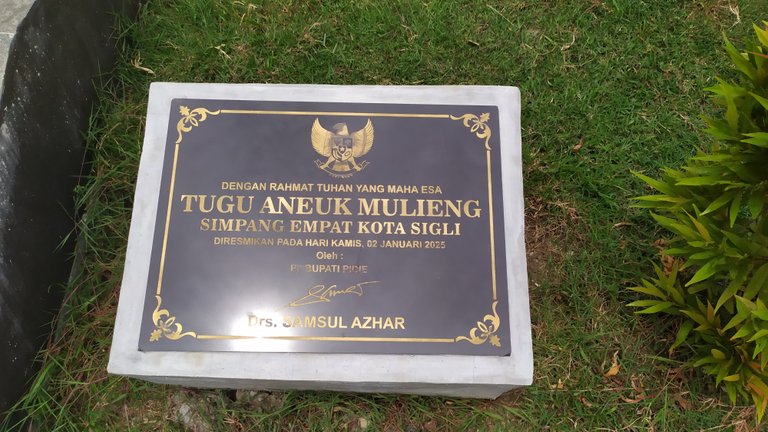 DENGAN RAHMAT TUHAN YANG MAHA ESA
TUGU ANEUK MULIENG
SIMPANG EMPAT KOTA SIGLI
DIRESMIKAN PADA HARI KAMIS, 02 JANUARI 2025
Oleh :
Pj BUPATI PIDIE
Drs. SAMSUL AZHAR